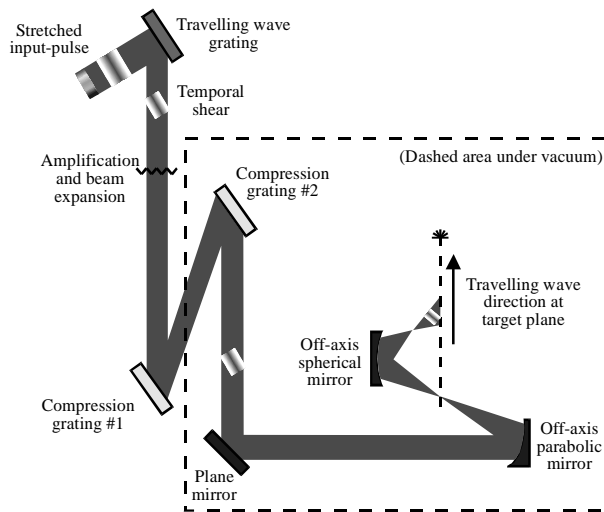 Stretched
input-pulse
Travelling wave
grating
Temporal
shear
Amplification
and beam
expansion
(Dashed area under vacuum)
Compression
grating #2
Travelling wave
direction at
target plane
Off-axis
spherical
mirror
Compression
grating #1
Off-axis
parabolic
mirror
Plane
mirror